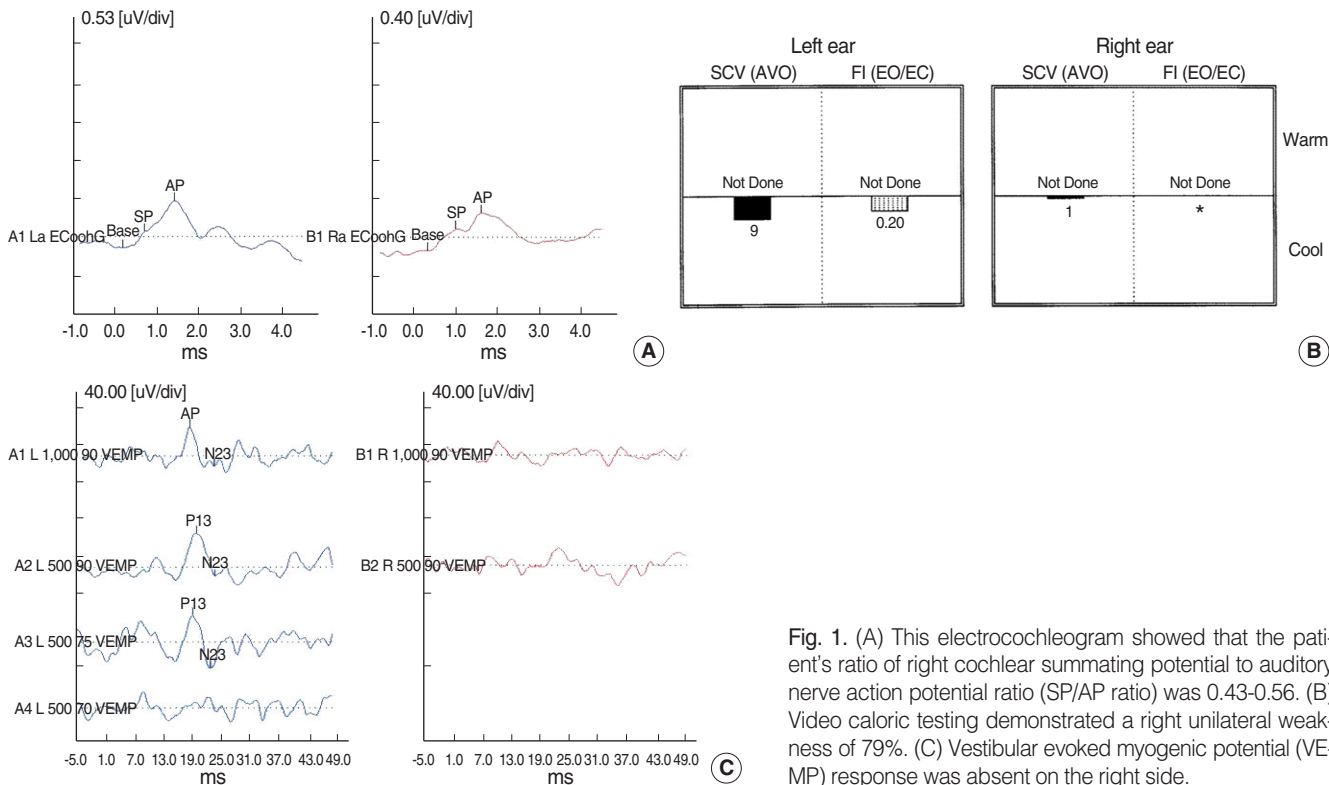 0.53 [uV/div]
0.40 [uV/div]
AP
SP
Base
A1 La ECoohG
-1.0 0.0 1.0 2.0 3.0 4.0
ms
AP
SP
Base
B1 Ra ECoohG
-1.0 0.0 1.0 2.0 3.0 4.0
ms
A
Left ear
Right ear
SCV (AVO) FI (EO/EC)
SCV (AVO) FI (EO/EC)
Warm
Not Done Not Done
Not Done Not Done
9 0.20
1 *
Cool
B
40.00 [uV/div]
40.00 [uV/div]
AP
N23
A1 L 1,000 90 VEMP
P13
N23
A2 L 500 90 VEMP
P13
N23
A3 L 500 75 VEMP
A4 L 500 70
-5.0 1.0 7.0 13.0 19.0 25.0 31.0 37.0 43.0 49.0
ms
B1 R 1,000 90 VEMP
B2 R 500 90 VEMP
-5.0 1.0 7.0 13.0 19.0 25.0 31.0 37.0 43.0 49.0
ms
C
Fig. 1. (A) This electrocochleogram showed that the pati-
ent's ratio of right cochlear summating potential to auditory
nerve action potential ratio (SP/AP ratio) was 0.43-0.56. (B)
Video caloric testing demonstrated a right unilateral weak-
ness of 79%. (C) Vestibular evoked myogenic potential (VE-
MP) response was absent on the right side.